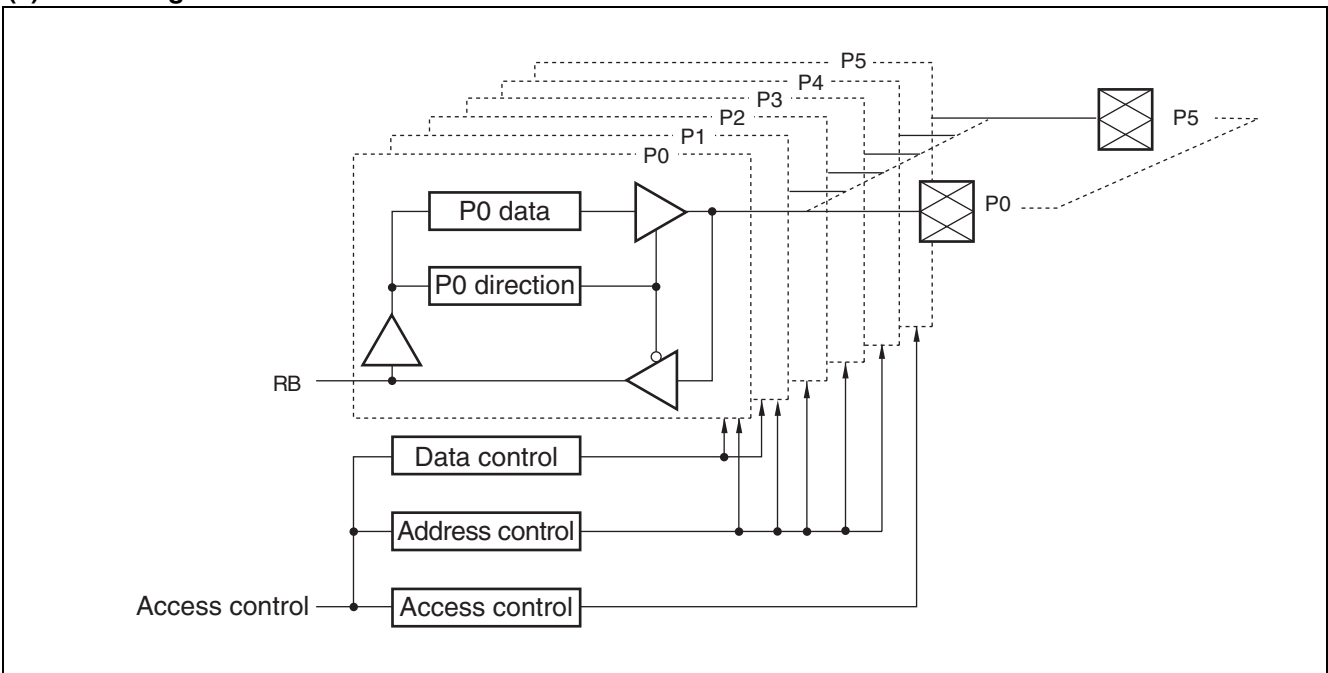 P5
P4
P3
P2
P1
P0
P5
P0 data
P0
P0 direction
RB
Data control
Address control
Access control
Access control